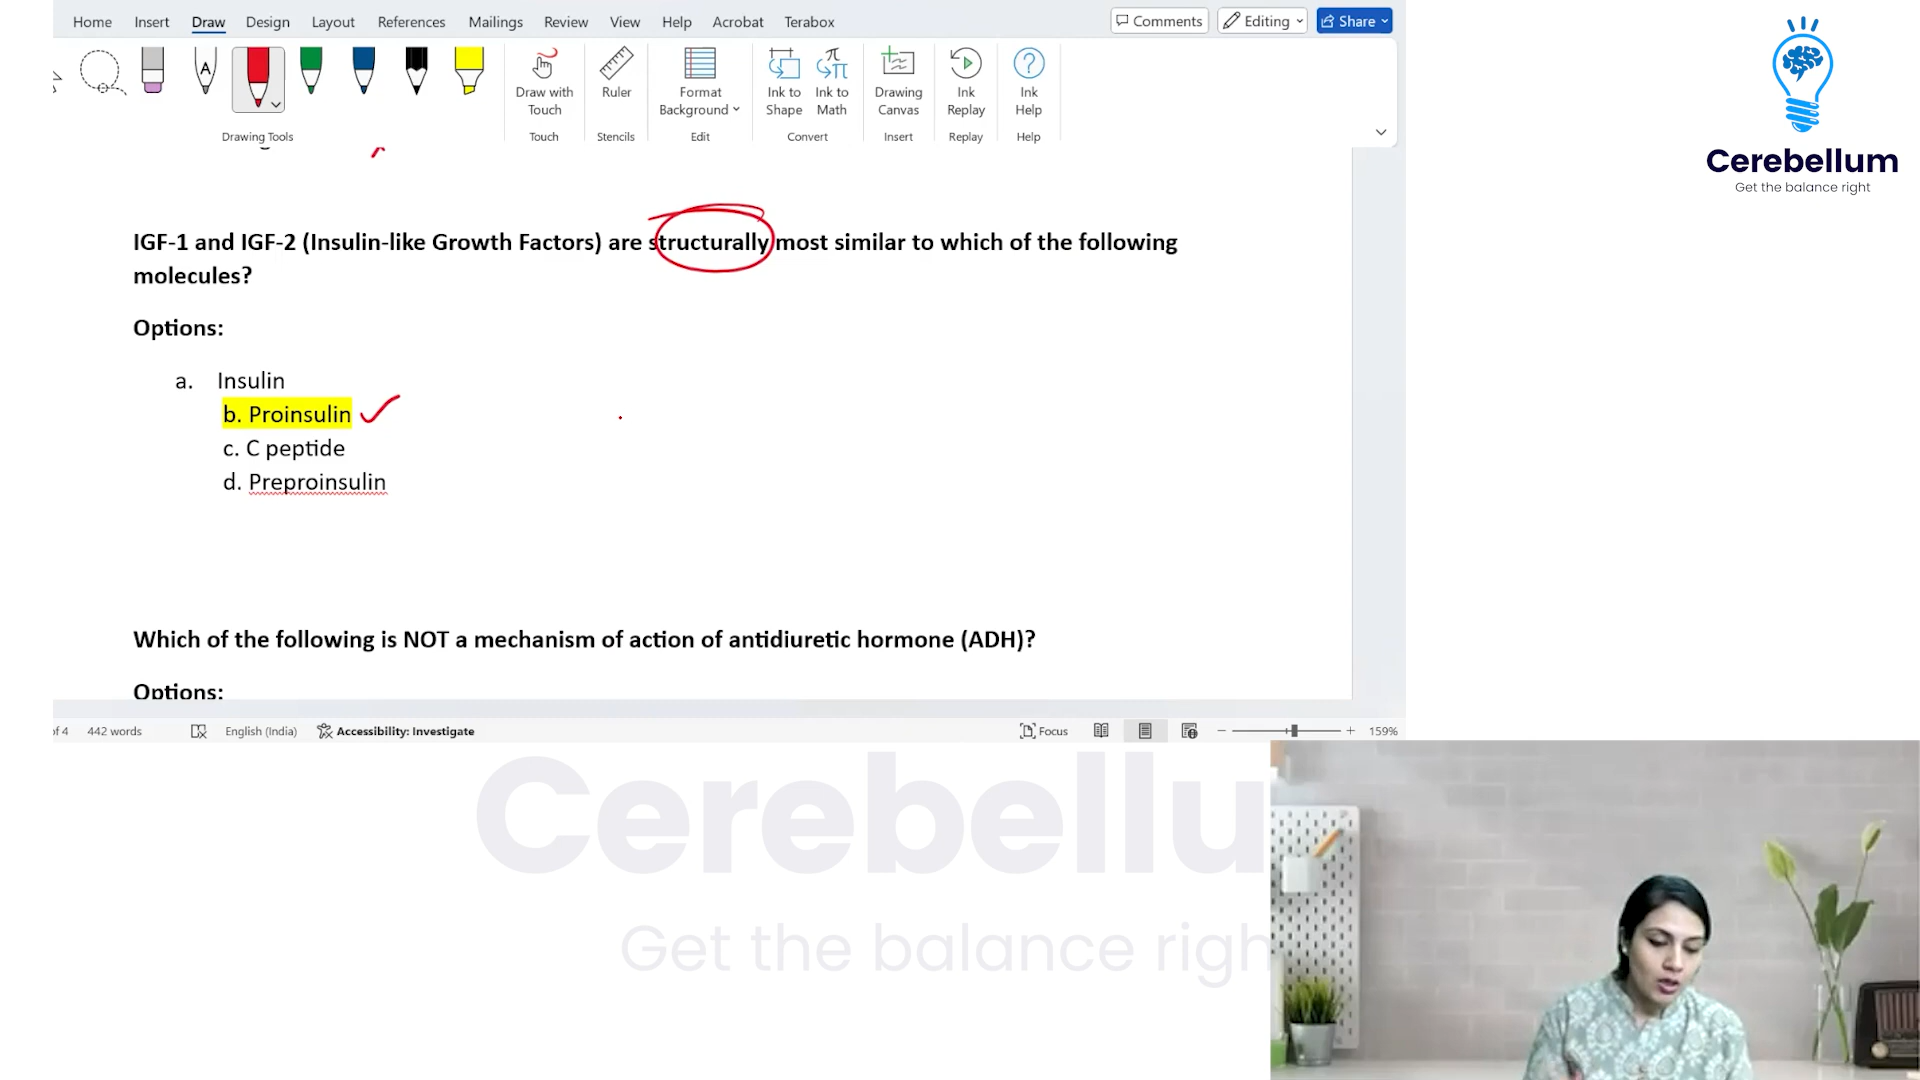 Home Insert Draw Design Layout References Mailings Review View Help Acrobat Terabox Comments Editing Share
A
Draw with Touch
Ruler
Format Background
Ink to Shape
Ink to Math
Drawing Canvas
Ink Replay
Ink Help
Drawing Tools Touch Stencils Edit Convert Insert Replay Help
Cerebellum
Get the balance right
IGF-1 and IGF-2 (Insulin-like Growth Factors) are structurally most similar to which of the following
molecules?
Options:
a. Insulin
b. Proinsulin
c. C peptide
d. Preproinsulin
Which of the following is NOT a mechanism of action of antidiuretic hormone (ADH)?
Options:
of 4 442 words English (India) Accessibility: Investigate Focus 159%
Cerebellu
Get the balance righ